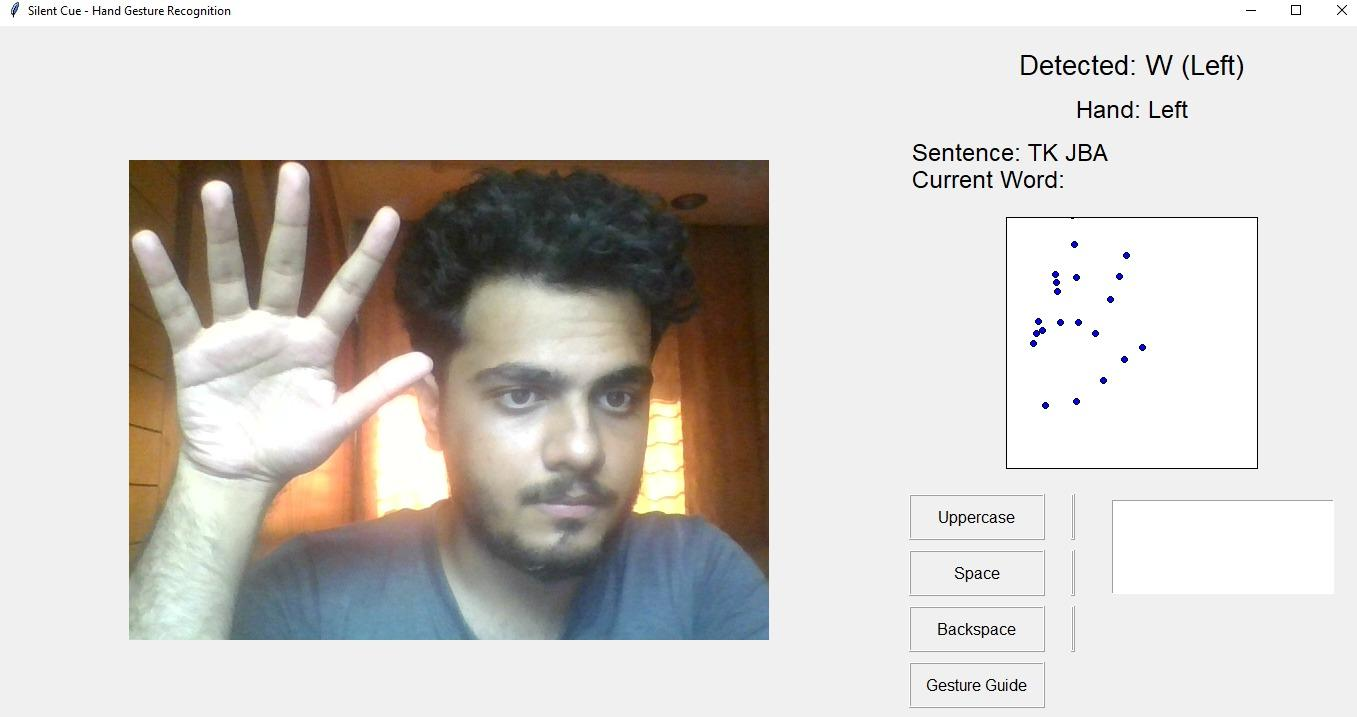 Silent Cue - Hand Gesture Recognition
Detected: W (Left)
Hand: Left
Sentence: TK JBA
Current Word:
Uppercase
Space
Backspace
Gesture Guide